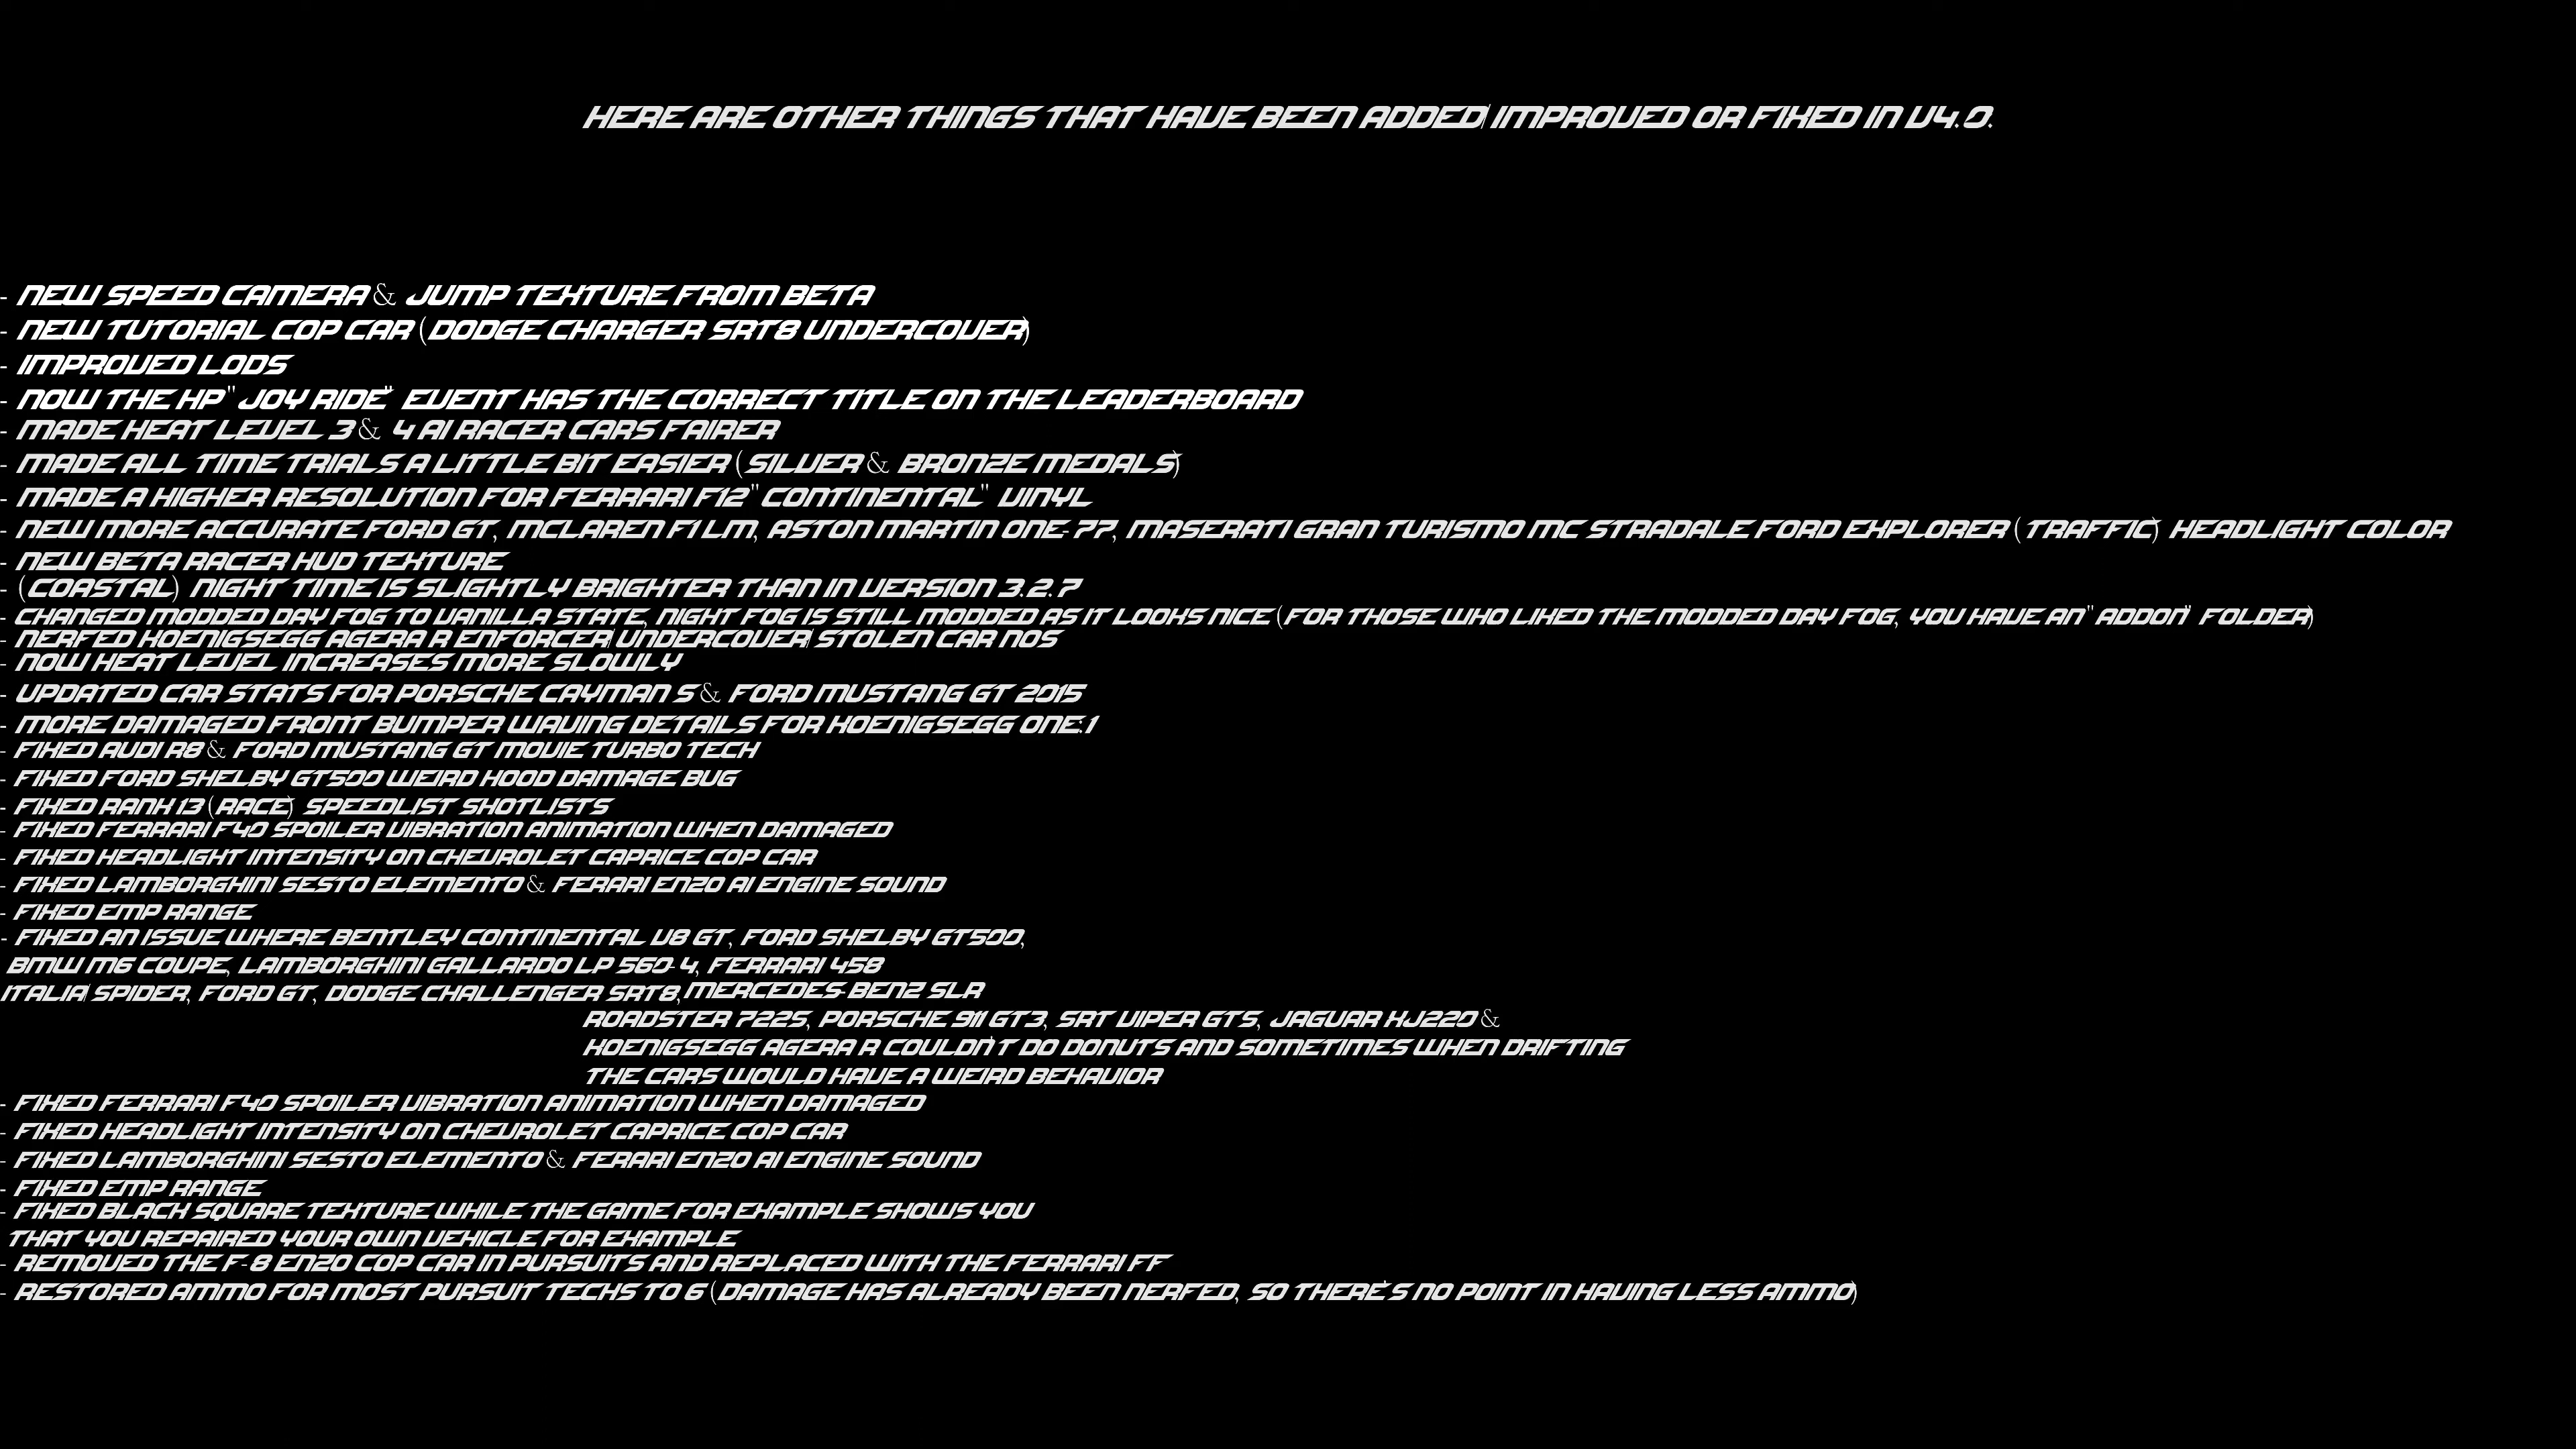 HERE ARE OTHER THINGS THAT HAVE BEEN ADDED/IMPROVED OR FIXED IN V4.0.
- NEW SPEED CAMERA & JUMP TEXTURE FROM BETA
- NEW TUTORIAL COP CAR (DODGE CHARGER SRT8 UNDERCOVER)
- IMPROVED LODS
- NOW THE HP "JOY RIDE" EVENT HAS THE CORRECT TITLE ON THE LEADERBOARD
- MADE HEAT LEVEL 3 & 4 AI RACER CARS FAIRER
- MADE ALL TIME TRIALS A LITTLE BIT EASIER (SILVER & BRONZE MEDALS)
- MADE A HIGHER RESOLUTION FOR FERRARI F12 "CONTINENTAL" VINYL
- NEW MORE ACCURATE FORD GT, MCLAREN F1 LM, ASTON MARTIN ONE-77, MASERATI GRAN TURISMO MC STRADALE FORD EXPLORER (TRAFFIC) HEADLIGHT COLOR
- NEW BETA RACER HUD TEXTURE
- (COASTAL) NIGHT TIME IS SLIGHTLY BRIGHTER THAN IN VERSION 3.2.7
- CHANGED MODDED DAY FOG TO VANILLA STATE, NIGHT FOG IS STILL MODDED AS IT LOOKS NICE (FOR THOSE WHO LIKED THE MODDED DAY FOG, YOU HAVE AN "ADDON" FOLDER)
- NERFED KOENIGSEGG AGERA R ENFORCER/UNDERCOVER/STOLEN CAR NOS
- NOW HEAT LEVEL INCREASES MORE SLOWLY
- UPDATED CAR STATS FOR PORSCHE CAYMAN S & FORD MUSTANG GT 2015
- MORE DAMAGED FRONT BUMPER WAVING DETAILS FOR KOENIGSEGG ONE:1
- FIXED AUDI R8 & FORD MUSTANG GT MOVIE TURBO TECH
- FIXED FORD SHELBY GT500 WEIRD HOOD DAMAGE BUG
- FIXED RANK 13 (RACE) SPEEDLIST SHOTLISTS
- FIXED FERRARI F40 SPOILER VIBRATION ANIMATION WHEN DAMAGED
- FIXED HEADLIGHT INTENSITY ON CHEVROLET CAPRICE COP CAR
- FIXED LAMBORGHINI SESTO ELEMENTO & FERARI ENZO AI ENGINE SOUND
- FIXED EMP RANGE
- FIXED AN ISSUE WHERE BENTLEY CONTINENTAL V8 GT, FORD SHELBY GT500,
BMW M6 COUPE, LAMBORGHINI GALLARDO LP 560-4, FERRARI 458
ITALIA/SPIDER, FORD GT, DODGE CHALLENGER SRT8, MERCEDES-BENZ SLR
ROADSTER 722S, PORSCHE 911 GT3, SRT VIPER GTS, JAGUAR XJ220 &
KOENIGSEGG AGERA R COULDN'T DO DONUTS AND SOMETIMES WHEN DRIFTING
THE CARS WOULD HAVE A WEIRD BEHAVIOR
- FIXED FERRARI F40 SPOILER VIBRATION ANIMATION WHEN DAMAGED
- FIXED HEADLIGHT INTENSITY ON CHEVROLET CAPRICE COP CAR
- FIXED LAMBORGHINI SESTO ELEMENTO & FERARI ENZO AI ENGINE SOUND
- FIXED EMP RANGE
- FIXED BLACK SQUARE TEXTURE WHILE THE GAME FOR EXAMPLE SHOWS YOU
THAT YOU REPAIRED YOUR OWN VEHICLE FOR EXAMPLE
- REMOVED THE F-8 ENZO COP CAR IN PURSUITS AND REPLACED WITH THE FERRARI FF
- RESTORED AMMO FOR MOST PURSUIT TECHS TO 6 (DAMAGE HAS ALREADY BEEN NERFED, SO THERE'S NO POINT IN HAVING LESS AMMO)